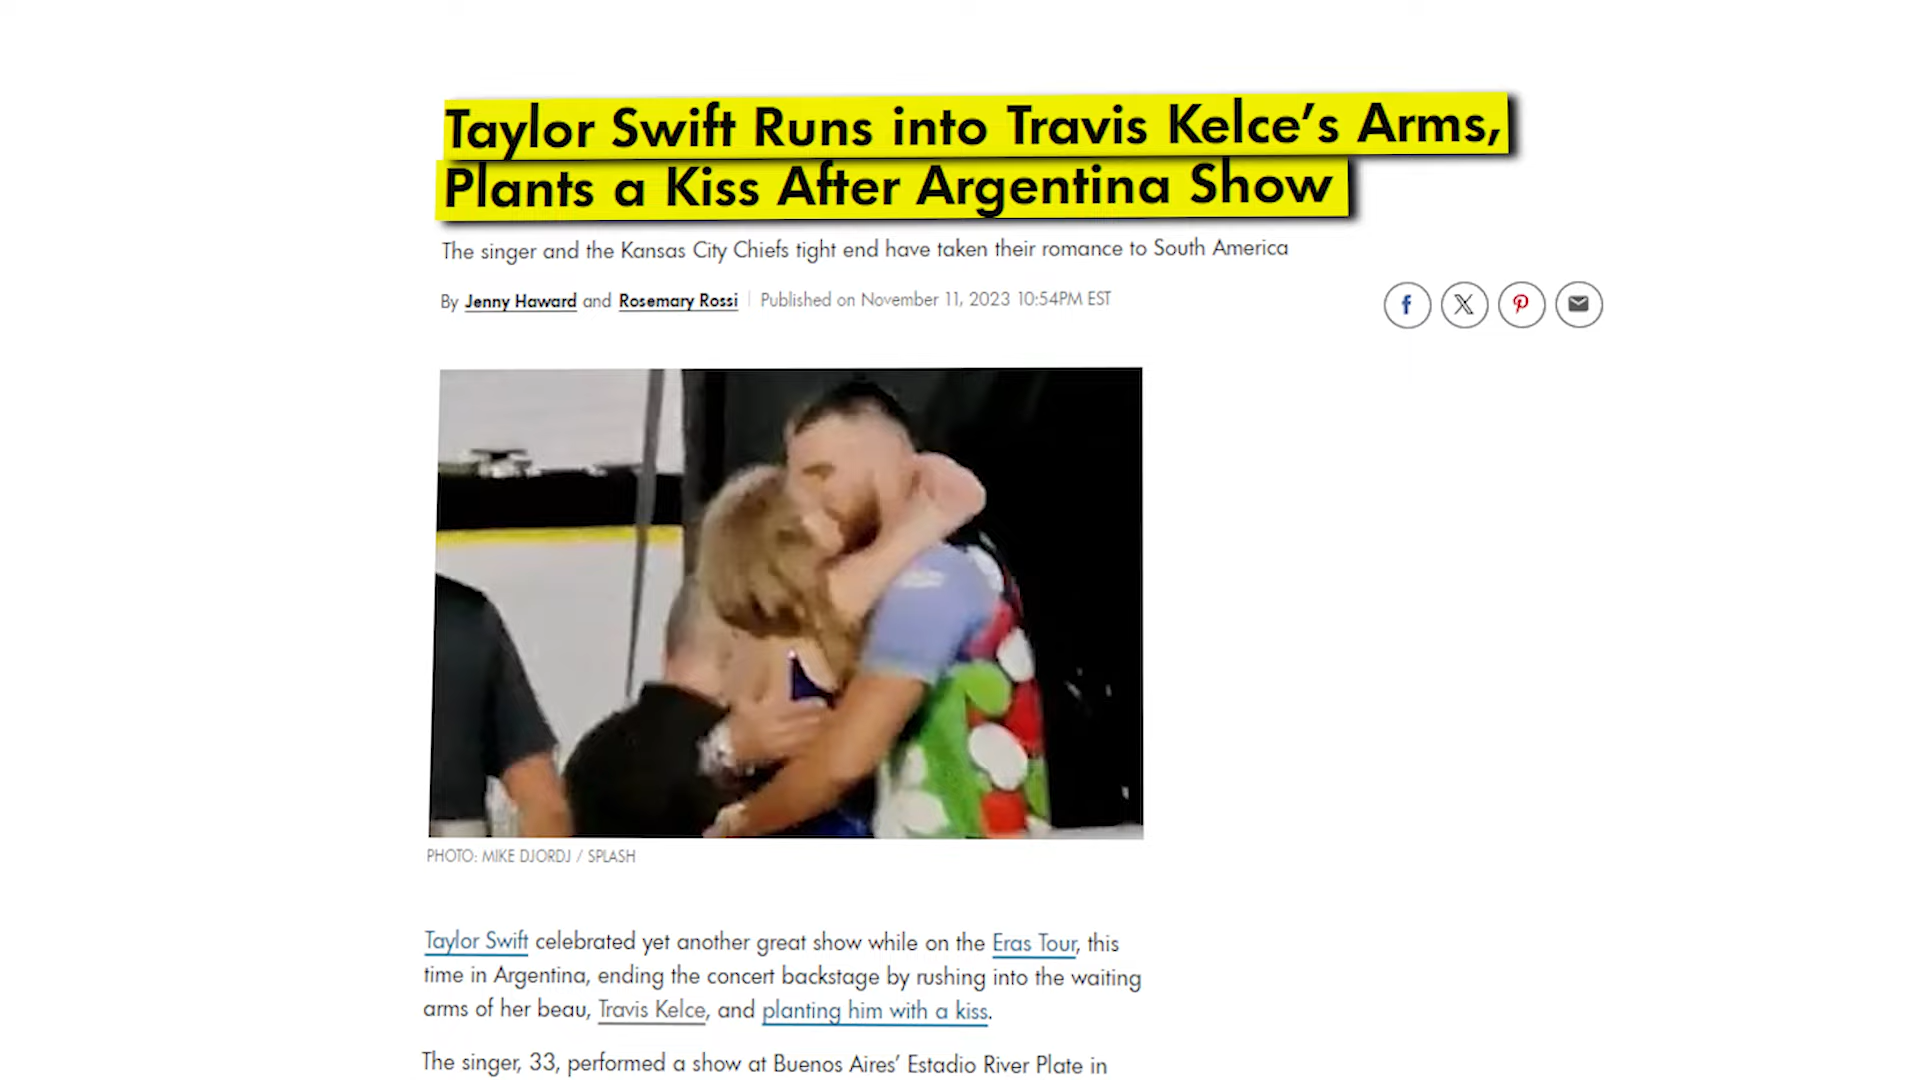 Taylor Swift Runs into Travis Kelce's Arms,
Plants a Kiss After Argentina Show
The singer and the Kansas City Chiefs tight end have taken their romance to South America
By Jenny Haward and Rosemary Rossi | Published on November 11, 2023 10:54PM EST
PHOTO: MIKE DJORDJ / SPLASH
Taylor Swift celebrated yet another great show while on the Eras Tour, this
time in Argentina, ending the concert backstage by rushing into the waiting
arms of her beau, Travis Kelce, and planting him with a kiss.
The singer, 33, performed a show at Buenos Aires' Estadio River Plate in